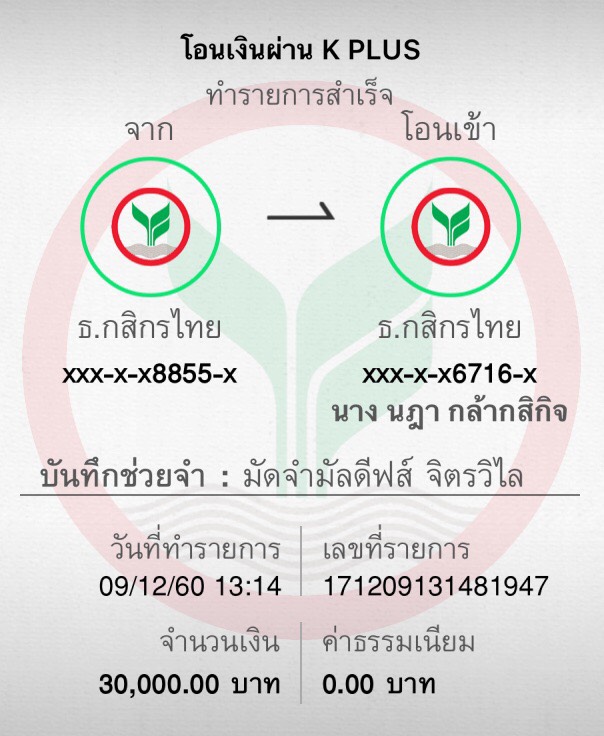 โอนเงินผ่าน K PLUS
ทำรายการสำเร็จ
จาก
โอนเข้า
ธ.กสิกรไทย
ธ.กสิกรไทย
xxx-x-x8855-x
xxx-x-x6716-x
นาง นฎา กล้ากสิกิจ
บันทึกช่วยจำ : มัดจำมัลดีฟส์ จิตรวิไล
วันที่ทำรายการ
เลขที่รายการ
09/12/60 13:14
171209131481947
จำนวนเงิน
ค่าธรรมเนียม
30,000.00 บาท
0.00 บาท